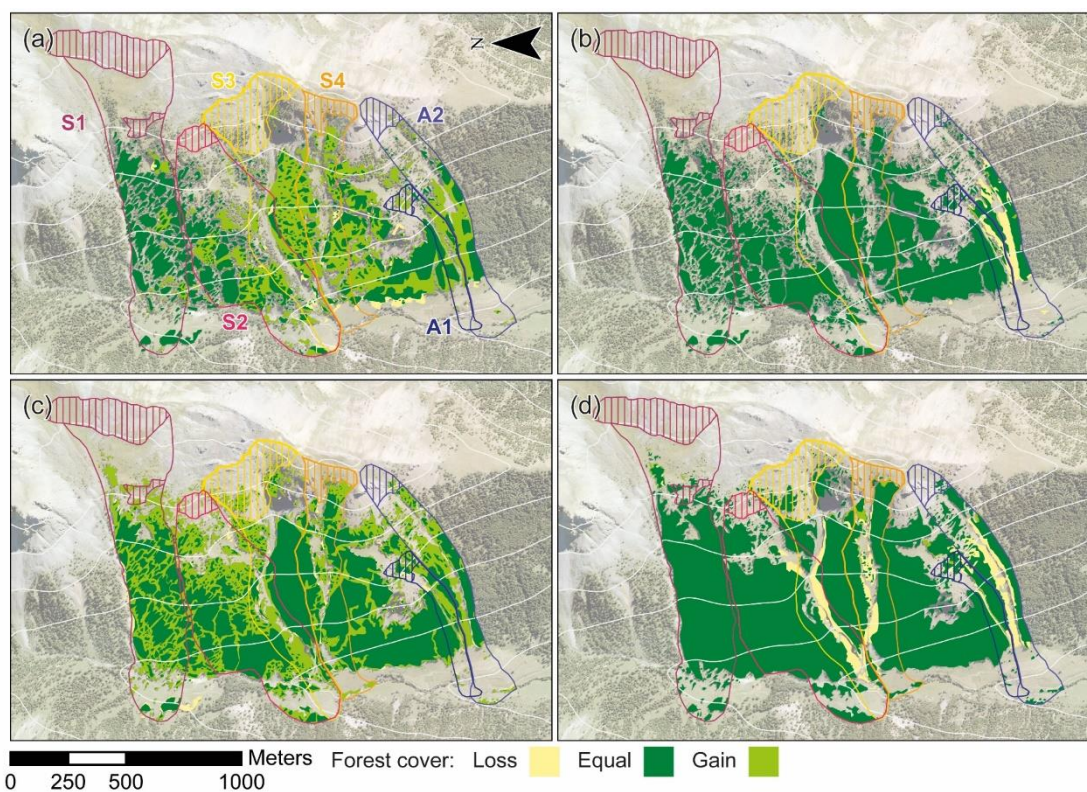 (a)
N
S3
S4
S1
A2
S2
A1
(b)
(c)
(d)
Meters Forest cover: Loss Equal Gain
0 250 500 1000